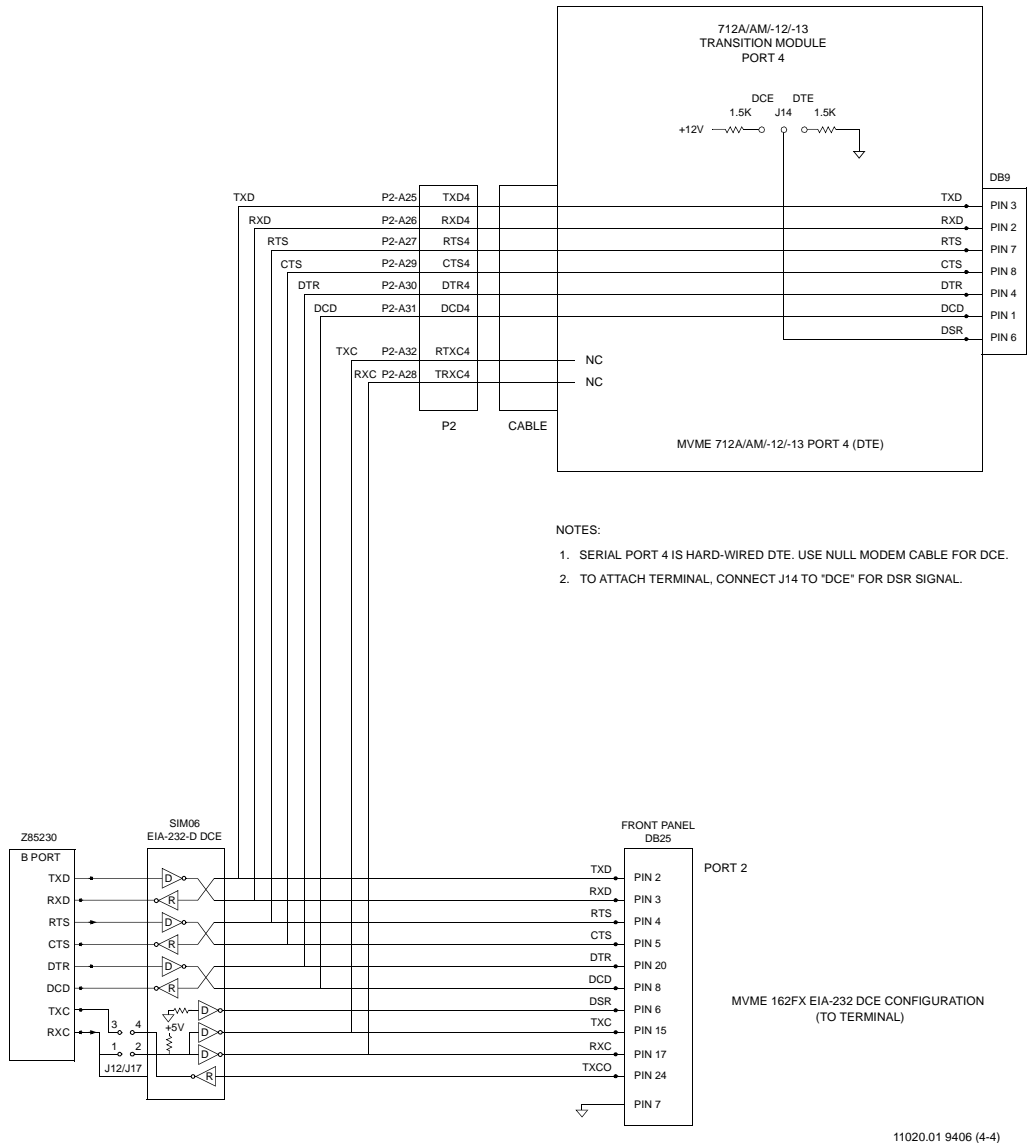 712A/AM/-12/-13
TRANSITION MODULE
PORT 4
DCE DTE
1.5K J14 1.5K
+12V
DB9
TXD P2-A25 TXD4 TXD PIN 3
RXD P2-A26 RXD4 RXD PIN 2
RTS P2-A27 RTS4 RTS PIN 7
CTS P2-A29 CTS4 CTS PIN 8
DTR P2-A30 DTR4 DTR PIN 4
DCD P2-A31 DCD4 DCD PIN 1
DSR PIN 6
TXC P2-A32 RTXC4 NC
RXC P2-A28 TRXC4 NC
P2 CABLE
MVME 712A/AM/-12/-13 PORT 4 (DTE)
NOTES:
1. SERIAL PORT 4 IS HARD-WIRED DTE. USE NULL MODEM CABLE FOR DCE.
2. TO ATTACH TERMINAL, CONNECT J14 TO "DCE" FOR DSR SIGNAL.
SIM06
EIA-232-D DCE
Z85230
B PORT
FRONT PANEL
DB25
PORT 2
TXD D TXD PIN 2
RXD R RXD PIN 3
RTS D RTS PIN 4
CTS R CTS PIN 5
DTR D DTR PIN 20
DCD R DCD PIN 8
TXC D DSR PIN 6
RXC 3 4 +5V D TXC PIN 15
1 2 D RXC PIN 17
J12/J17 R TXCO PIN 24
PIN 7
MVME 162FX EIA-232 DCE CONFIGURATION
(TO TERMINAL)
11020.01 9406 (4-4)